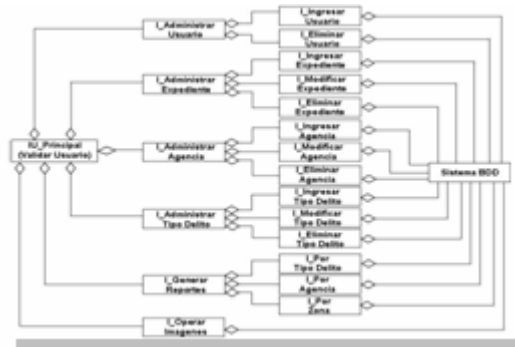 I_Administrar
Usuario
I_Ingresar
Usuario
I_Eliminar
Usuario
I_Administrar
Expediente
I_Ingresar
Expediente
I_Modificar
Expediente
I_Eliminar
Expediente
IU_Principal
(Validar Usuario)
I_Administrar
Agencia
I_Ingresar
Agencia
I_Modificar
Agencia
I_Eliminar
Agencia
Sistema BDD
I_Administrar
Tipo Delito
I_Ingresar
Tipo Delito
I_Modificar
Tipo Delito
I_Eliminar
Tipo Delito
I_Generar
Reportes
I_Por
Tipo Delito
I_Por
Agencia
I_Por
Zona
I_Operar
Imagenes